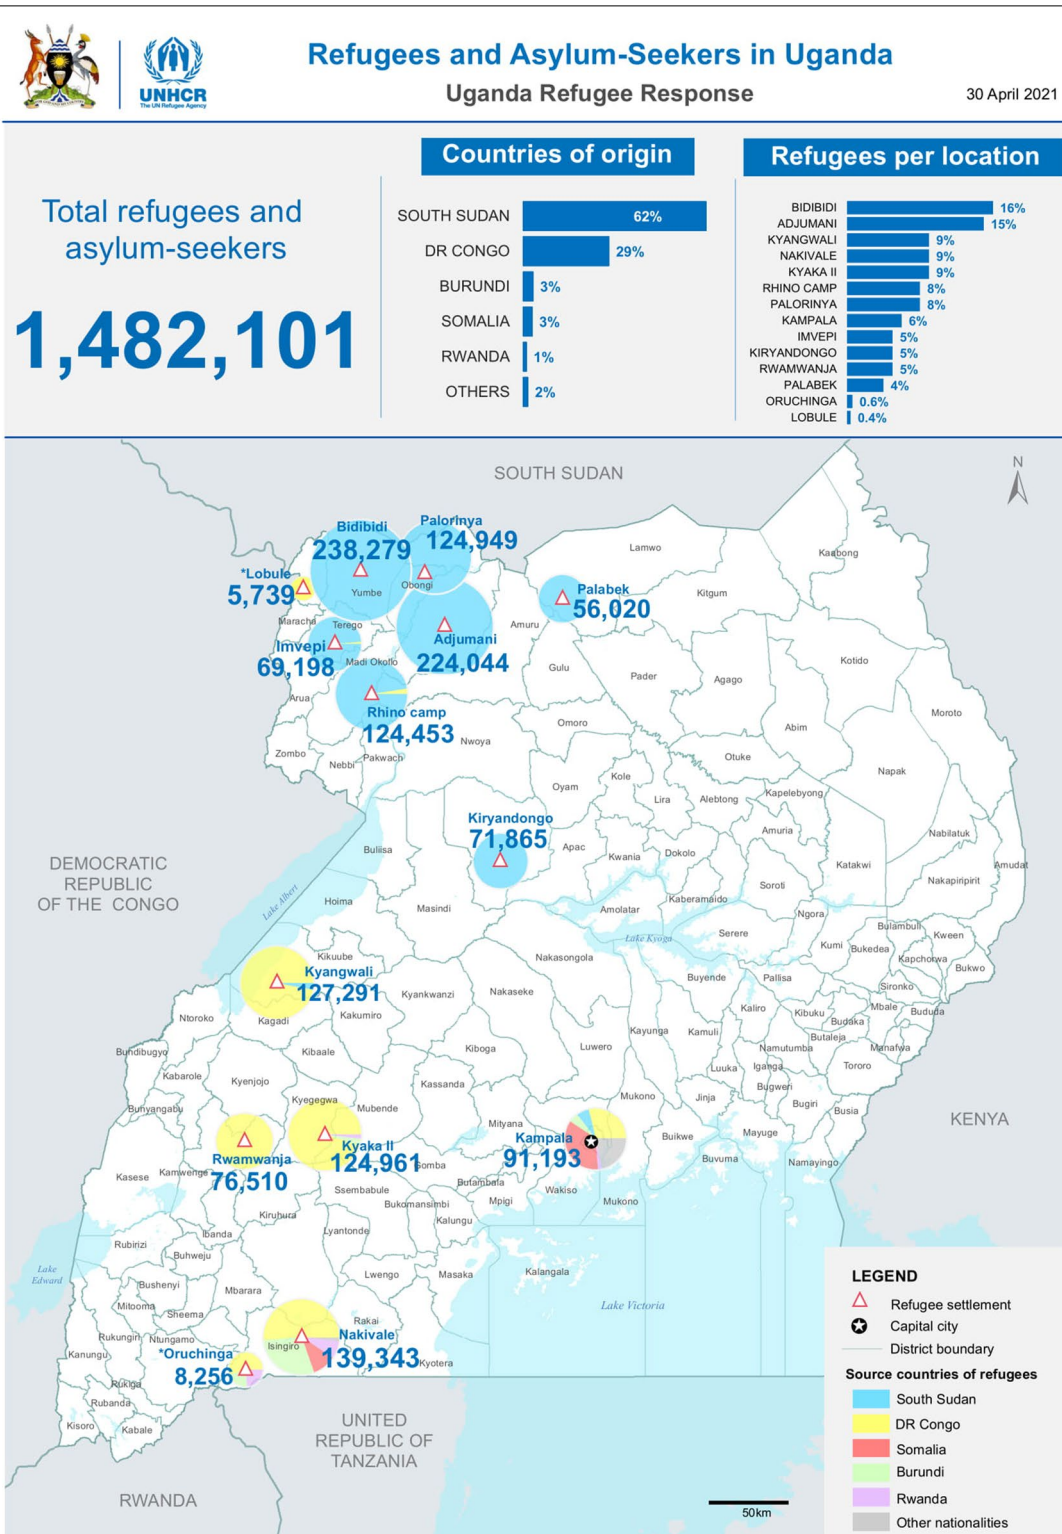 UNHCR
The UN Refugee Agency
Refugees and Asylum-Seekers in Uganda
Uganda Refugee Response
30 April 2021
Total refugees and
asylum-seekers
1,482,101
Countries of origin
SOUTH SUDAN 62%
DR CONGO 29%
BURUNDI 3%
SOMALIA 3%
RWANDA 1%
OTHERS 2%
Refugees per location
BIDIBIDI 16%
ADJUMANI 15%
KYANGWALI 9%
NAKIVALE 9%
KYAKA II 9%
RHINO CAMP 8%
PALORINYA 8%
KAMPALA 6%
IMVEPI 5%
KIRYANDONGO 5%
RWAMWANJA 5%
PALABEK 4%
ORUCHINGA 0.6%
LOBULE 0.4%
SOUTH SUDAN
N
Bidibidi
238,279
Palorinya
124,949
Lamwo
Kaabong
*Lobule
5,739
Yumbe
Obongi
Palabek
56,020
Kitgum
Maracha
Terego
Amuru
Imvepi
69,198
Madi Okollo
Adjumani
224,044
Gulu
Pader
Agago
Kotido
Arua
Rhino camp
124,453
Omoro
Abim
Moroto
Nwoya
Zombo
Nebbi
Pakwach
Otuke
Napak
Kole
Oyam
Lira
Alebtong
Kapelebyong
Kiryandongo
71,865
Amuria
Nabilatuk
Buliisa
Apac
Kwania
Dokolo
Katakwi
Amudat
Nakapiripirit
DEMOCRATIC
REPUBLIC
OF THE CONGO
Lake Albert
Hoima
Masindi
Amolatar
Kaberamaido
Soroti
Ngora
Lake Kyoga
Serere
Bulambuli
Kween
Kumi
Bukedea
Kapchorwa
Bukwo
Kikuube
Kyangwali
127,291
Nakasongola
Buyende
Pallisa
Sironko
Kyankwanzi
Nakaseke
Ntoroko
Kagadi
Kakumiro
Kaliro
Kibuku
Mbale
Bududa
Budaka
Butaleja
Manafwa
Kayunga
Kamuli
Bundibugyo
Kibaale
Kiboga
Luwero
Namutumba
Luuka
Iganga
Tororo
Kabarole
Kyenjojo
Kassanda
Bugweri
Bunyangabu
Kyegegwa
Mubende
Mukono
Jinja
Bugiri
Busia
KENYA
Mityana
Kampala
91,193
Buikwe
Mayuge
Rwamwanja
76,510
Kyaka II
124,961
Gomba
Buvuma
Namayingo
Kasese
Kamwenge
Ssembabule
Butambala
Wakiso
Mpigi
Mukono
Bukomansimbi
Kiruhura
Kalungu
Ibanda
Lyantonde
Rubirizi
Buhweju
Lake
Edward
Lwengo
Masaka
Kalangala
Bushenyi
Mbarara
Mitooma
Sheema
Rakai
Lake Victoria
Rukungiri
Ntungamo
Isingiro
Nakivale
139,343
Kyotera
Kanungu
*Oruchinga
8,256
Rukiga
Rubanda
Kisoro
Kabale
UNITED
REPUBLIC OF
TANZANIA
RWANDA
50km
LEGEND
Refugee settlement
Capital city
District boundary
Source countries of refugees
South Sudan
DR Congo
Somalia
Burundi
Rwanda
Other nationalities